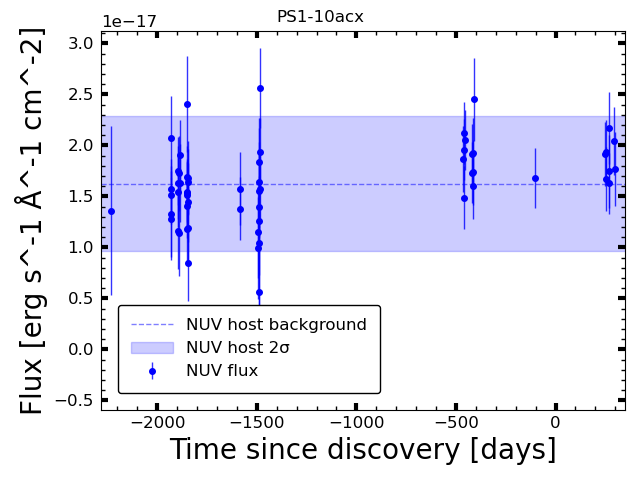 PS1-10acx
1e−17
3.0
2.5
2.0
1.5
1.0
0.5
0.0
−0.5
Flux [erg s^-1 Å^-1 cm^-2]
NUV host background
NUV host 2σ
NUV flux
−2000 −1500 −1000 −500 0
Time since discovery [days]